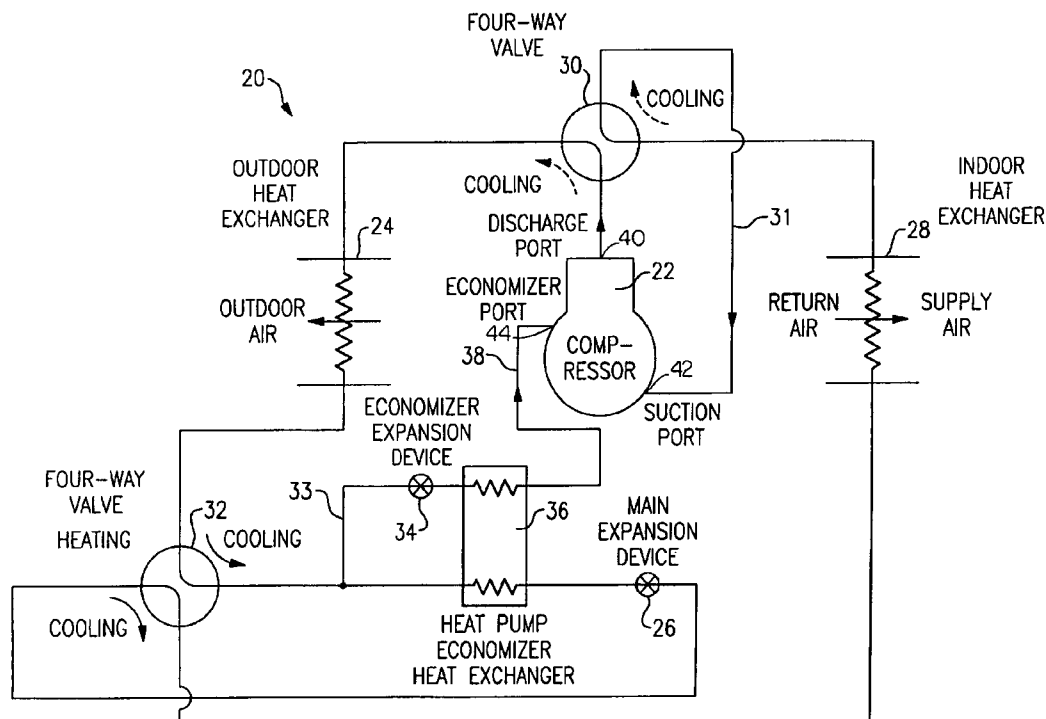 FOUR-WAY
VALVE
20
30
COOLING
COOLING
OUTDOOR
HEAT
EXCHANGER
24
DISCHARGE
PORT
40
31
INDOOR
HEAT
EXCHANGER
28
ECONOMIZER
PORT
22
OUTDOOR
AIR
44
38
COMP-
RESSOR
42
SUCTION
PORT
RETURN
AIR
SUPPLY
AIR
ECONOMIZER
EXPANSION
DEVICE
33
34
36
MAIN
EXPANSION
DEVICE
26
FOUR-WAY
VALVE
HEATING
32
COOLING
COOLING
HEAT PUMP
ECONOMIZER
HEAT EXCHANGER